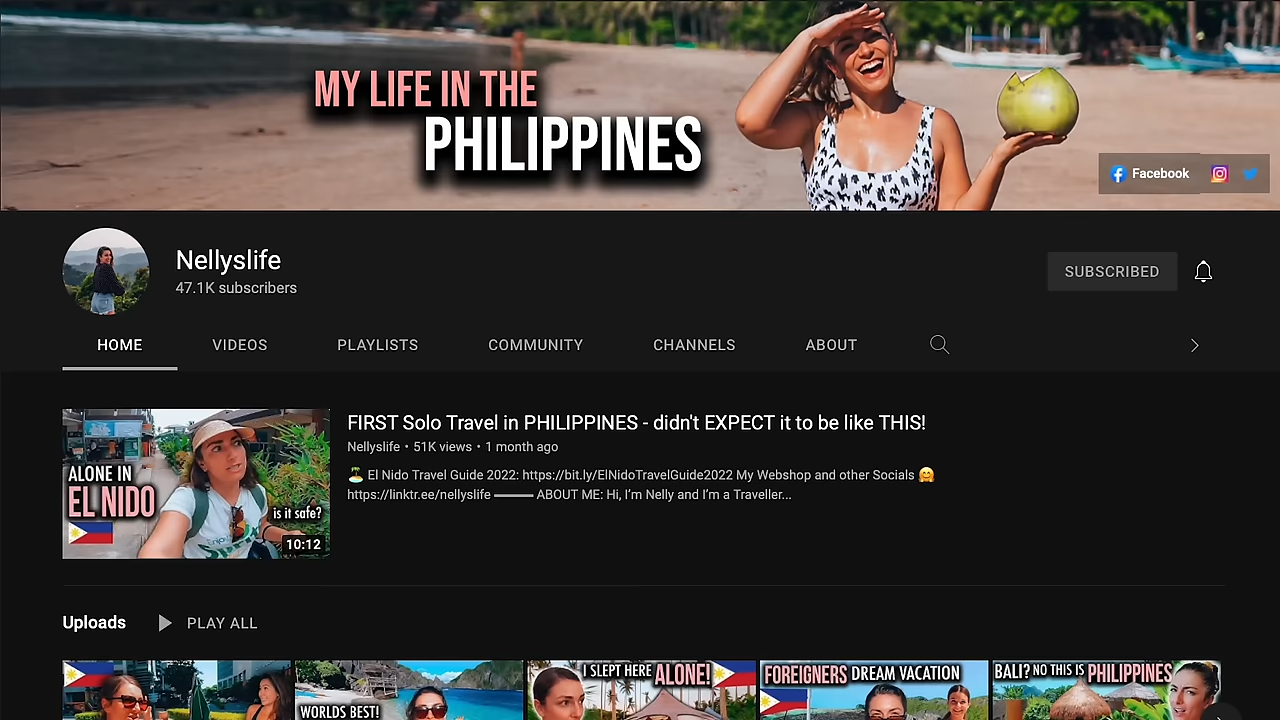 MY LIFE IN THE
PHILIPPINES
Facebook
Nellyslife
47.1K subscribers
SUBSCRIBED
HOME
VIDEOS
PLAYLISTS
COMMUNITY
CHANNELS
ABOUT
ALONE IN
EL NIDO
is it safe?
10:12
FIRST Solo Travel in PHILIPPINES - didn't EXPECT it to be like THIS!
Nellyslife • 51K views • 1 month ago
🏝️ El Nido Travel Guide 2022: https://bit.ly/ElNidoTravelGuide2022 My Webshop and other Socials 🤗
https://linktr.ee/nellyslife ▬▬▬▬ ABOUT ME: Hi, I’m Nelly and I’m a Traveller...
Uploads
PLAY ALL
WORLDS BEST!
I SLEPT HERE ALONE!
FOREIGNERS DREAM VACATION
BALI? NO THIS IS PHILIPPINES